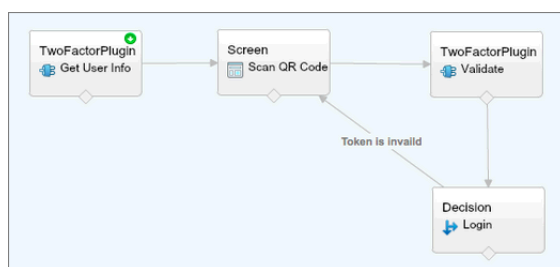 TwoFactorPlugin
Get User Info
Screen
Scan QR Code
TwoFactorPlugin
Validate
Token is invaild
Decision
Login